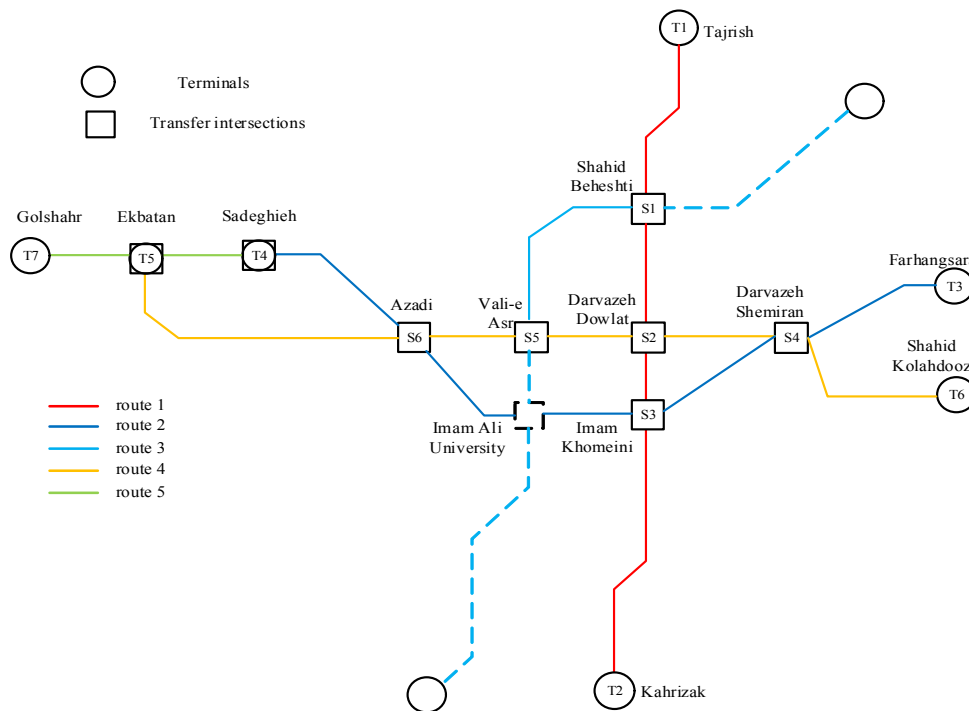 T1
Tajrish
Terminals
Transfer intersections
Shahid
Beheshti
S1
Golshahr
Ekbatan
Sadeghieh
T7
T5
T4
Farhangsara
T3
Azadi
Vali-e
Asr
Darvazeh
Dowlat
Darvazeh
Shemiran
S6
S5
S2
S4
Shahid
Kolahdooz
T6
route 1
route 2
route 3
route 4
route 5
Imam Ali
University
Imam
Khomeini
S3
T2
Kahrizak